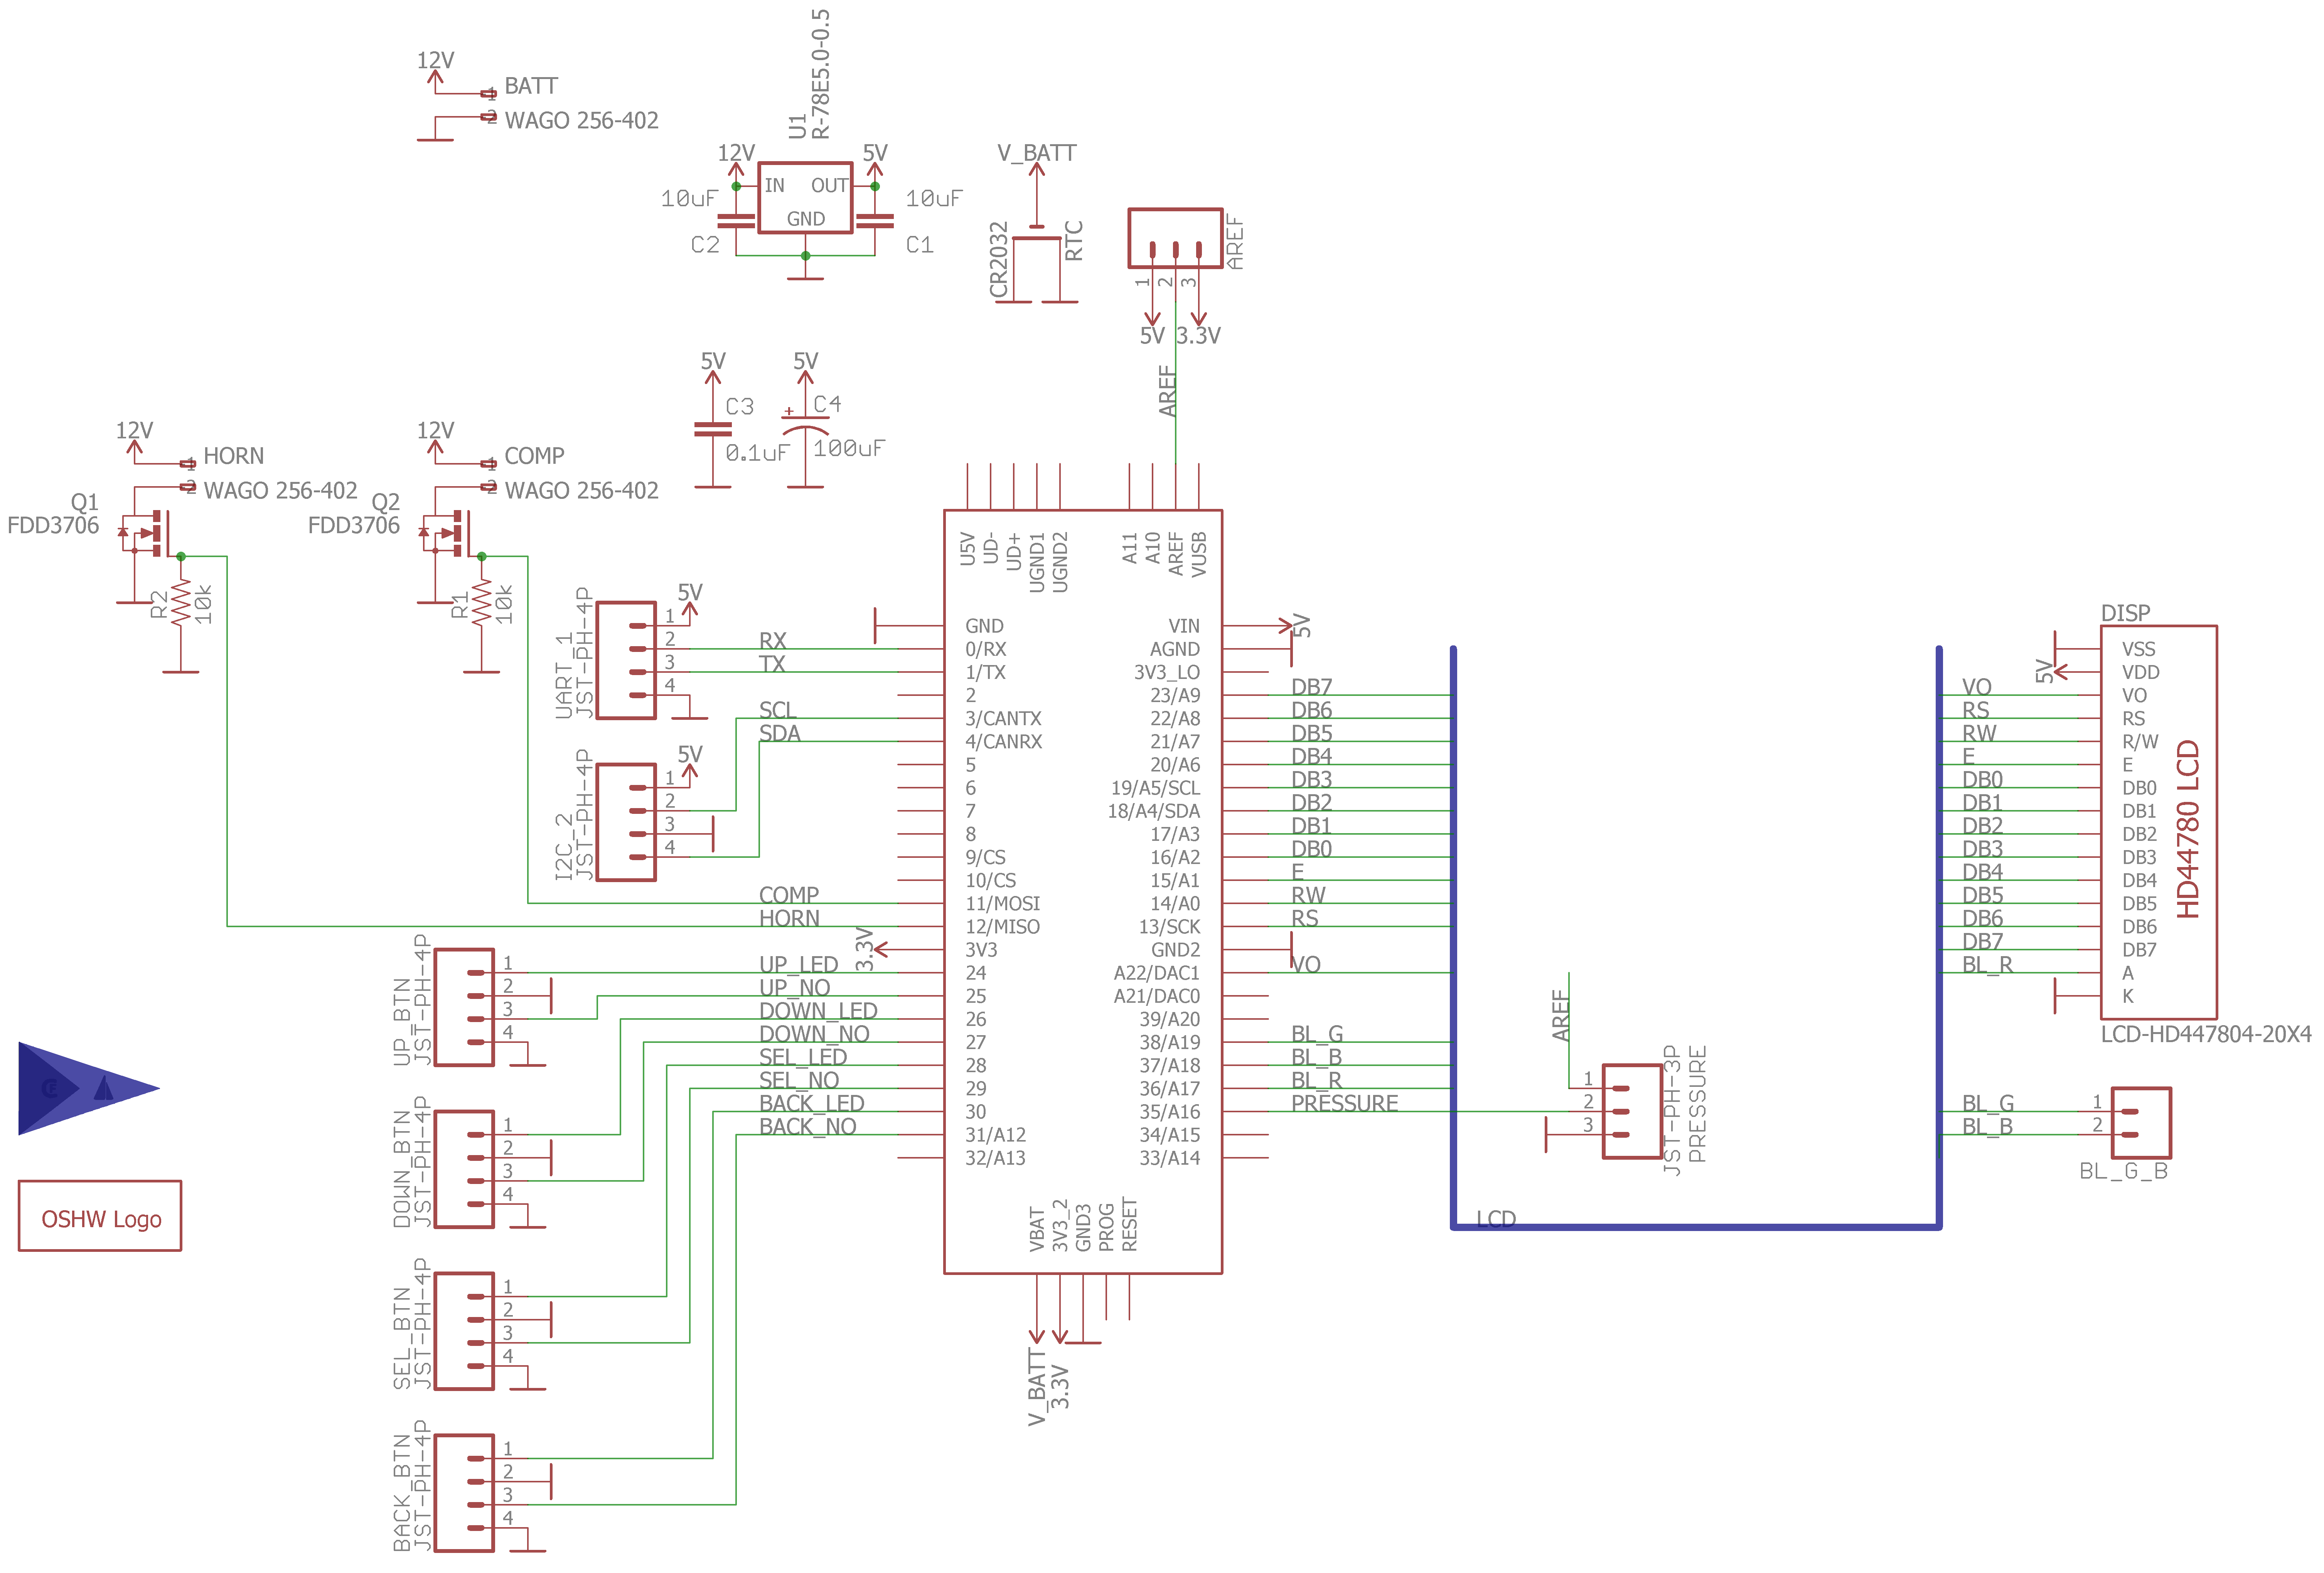 12V
BATT
1
2
WAGO 256-402
U1
R-78E5.0-0.5
12V
5V
IN
OUT
GND
10uF
C2
10uF
C1
V_BATT
CR2032
RTC
AREF
1
2
3
5V
3.3V
AREF
5V
C3
0.1uF
5V
+
C4
100uF
12V
HORN
1
2
WAGO 256-402
Q1
FDD3706
R2
10k
12V
COMP
1
2
WAGO 256-402
Q2
FDD3706
R1
10k
UART_1
JST-PH-4P
1
2
3
4
5V
RX
TX
I2C_2
JST-PH-4P
1
2
3
4
5V
SCL
SDA
COMP
HORN
3.3V
UP_LED
UP_NO
DOWN_LED
DOWN_NO
SEL_LED
SEL_NO
BACK_LED
BACK_NO
UP_BTN
JST-PH-4P
1
2
3
4
DOWN_BTN
JST-PH-4P
1
2
3
4
SEL_BTN
JST-PH-4P
1
2
3
4
BACK_BTN
JST-PH-4P
1
2
3
4
OSHW Logo
U5V
UD-
UD+
UGND1
UGND2
A11
A10
AREF
VUSB
GND
0/RX
1/TX
2
3/CANTX
4/CANRX
5
6
7
8
9/CS
10/CS
11/MOSI
12/MISO
3V3
24
25
26
27
28
29
30
31/A12
32/A13
VIN
AGND
3V3_LO
23/A9
22/A8
21/A7
20/A6
19/A5/SCL
18/A4/SDA
17/A3
16/A2
15/A1
14/A0
13/SCK
GND2
A22/DAC1
A21/DAC0
39/A20
38/A19
37/A18
36/A17
35/A16
34/A15
33/A14
VBAT
3V3_2
GND3
PROG
RESET
V_BATT
3.3V
5V
DB7
DB6
DB5
DB4
DB3
DB2
DB1
DB0
E
RW
RS
VO
BL_G
BL_B
BL_R
PRESSURE
LCD
AREF
1
2
3
JST-PH-3P
PRESSURE
DISP
5V
VO
RS
RW
E
DB0
DB1
DB2
DB3
DB4
DB5
DB6
DB7
BL_R
VSS
VDD
VO
RS
R/W
E
DB0
DB1
DB2
DB3
DB4
DB5
DB6
DB7
A
K
HD44780 LCD
LCD-HD447804-20X4
BL_G
BL_B
1
2
BL_G_B